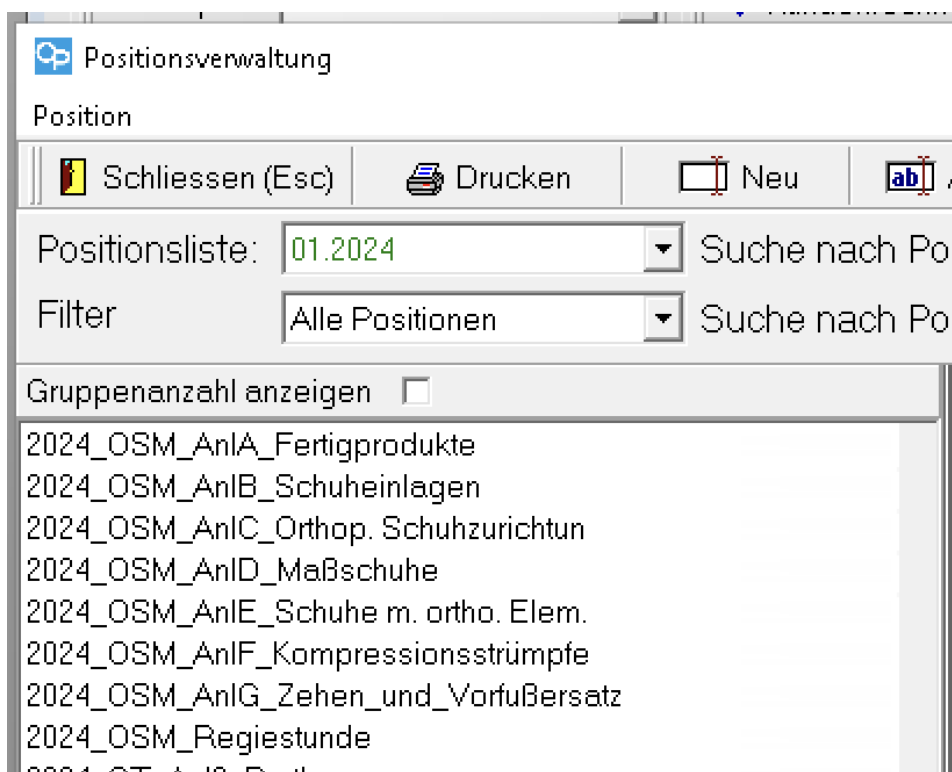 Positionsverwaltung
Position
Schliessen (Esc) Drucken Neu ab
Positionsliste: 01.2024 Suche nach Po
Filter Alle Positionen Suche nach Po
Gruppenanzahl anzeigen
2024_OSM_AnlA_Fertigprodukte
2024_OSM_AnlB_Schuheinlagen
2024_OSM_AnlC_Orthop. Schuhzurichtun
2024_OSM_AnlD_Maßschuhe
2024_OSM_AnlE_Schuhe m. ortho. Elem.
2024_OSM_AnlF_Kompressionsstrümpfe
2024_OSM_AnlG_Zehen_und_Vorfußersatz
2024_OSM_Regiestunde